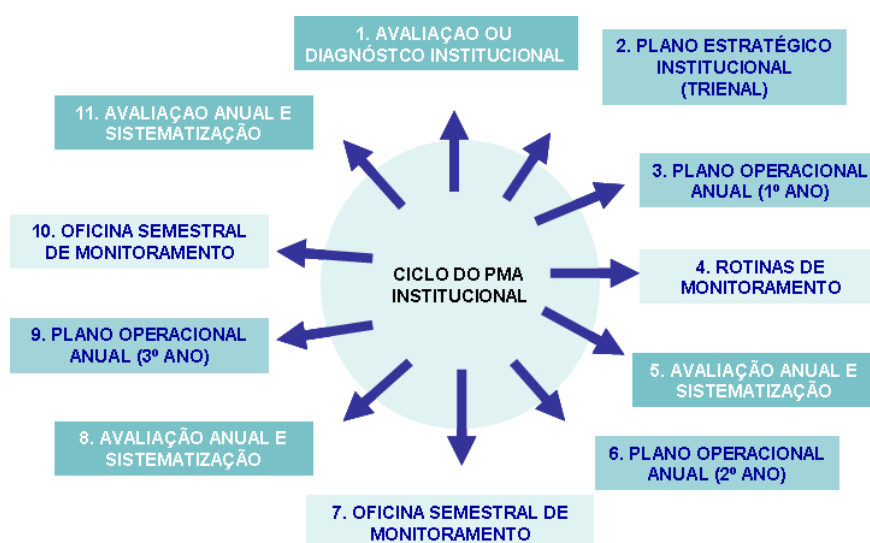 1. AVALIAÇAO OU
DIAGNÓSTCO INSTITUCIONAL
2. PLANO ESTRATÉGICO
INSTITUCIONAL
(TRIENAL)
3. PLANO OPERACIONAL
ANUAL (1º ANO)
4. ROTINAS DE
MONITORAMENTO
5. AVALIAÇÃO ANUAL E
SISTEMATIZAÇÃO
6. PLANO OPERACIONAL
ANUAL (2º ANO)
7. OFICINA SEMESTRAL DE
MONITORAMENTO
8. AVALIAÇÃO ANUAL E
SISTEMATIZAÇÃO
9. PLANO OPERACIONAL
ANUAL (3º ANO)
10. OFICINA SEMESTRAL
DE MONITORAMENTO
11. AVALIAÇAO ANUAL E
SISTEMATIZAÇÃO
CICLO DO PMA
INSTITUCIONAL